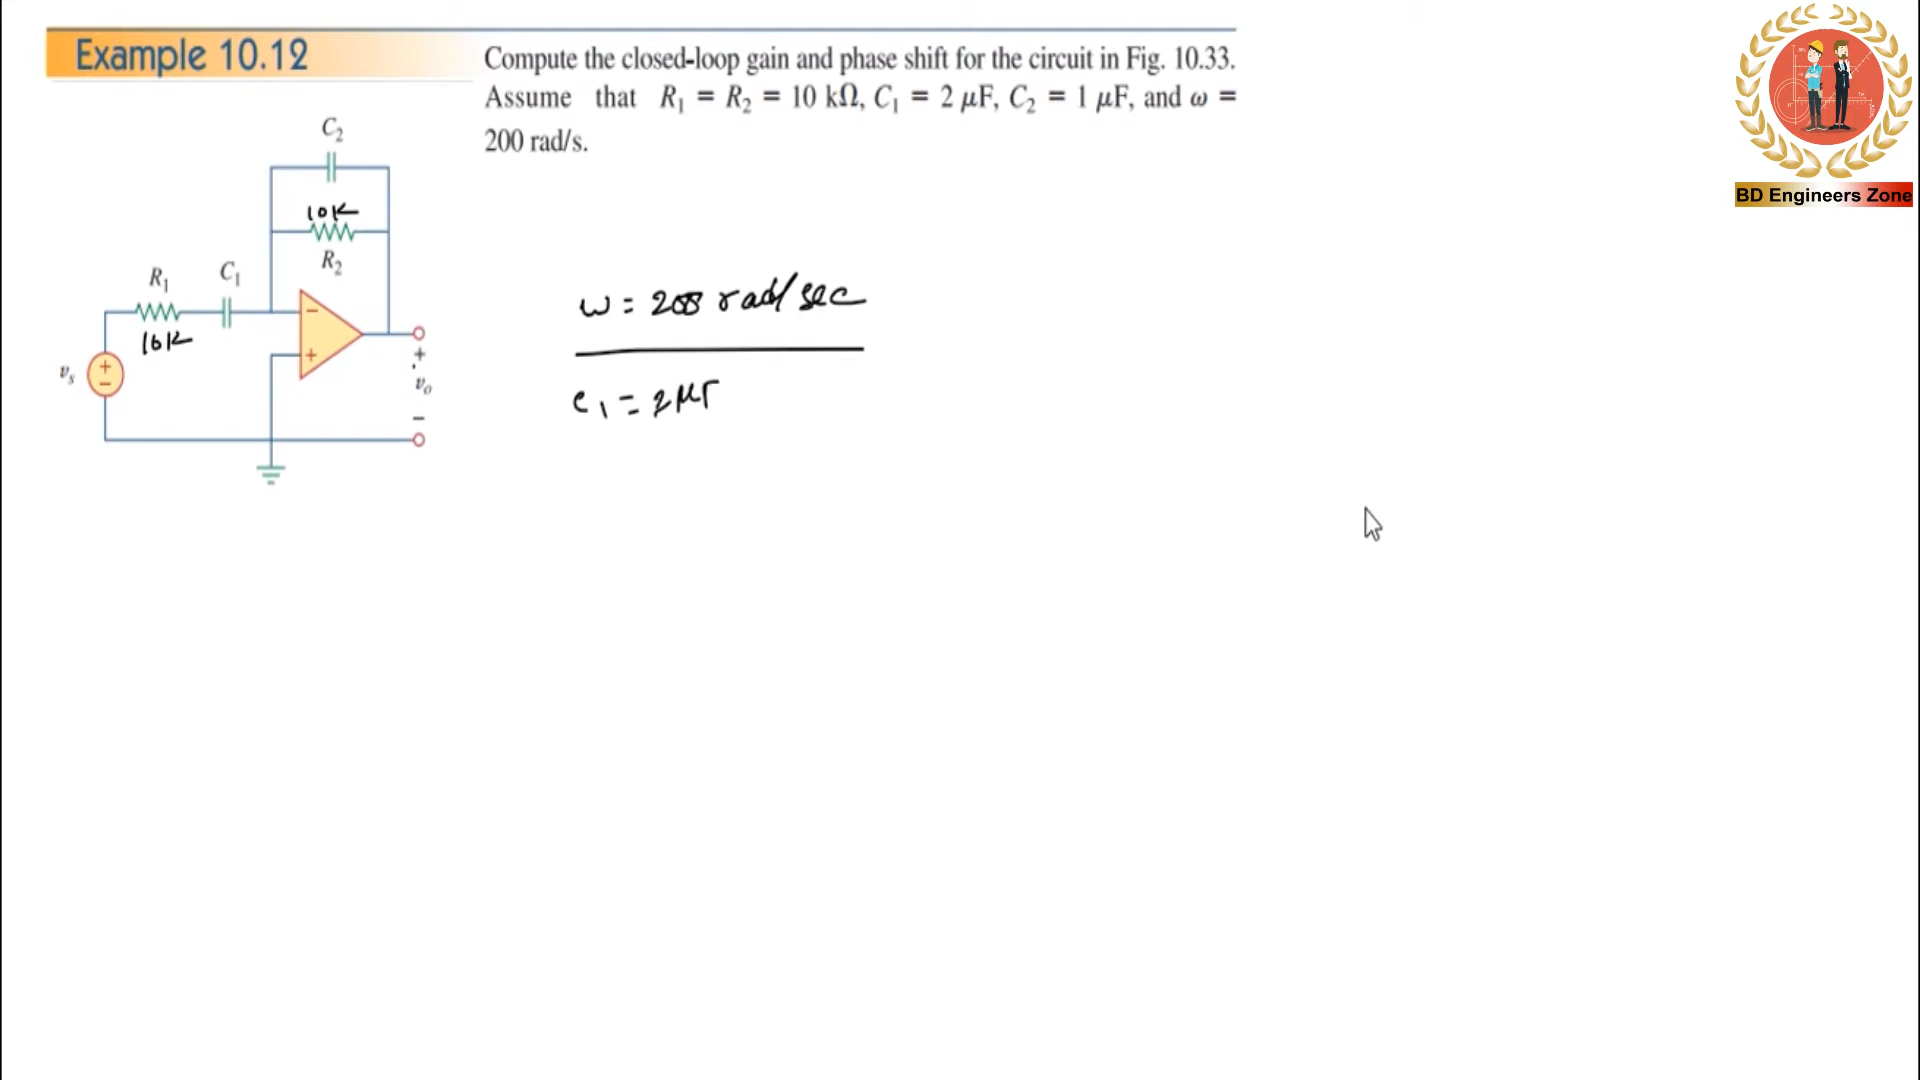 Example 10.12
Compute the closed-loop gain and phase shift for the circuit in Fig. 10.33.
Assume that R₁ = R₂ = 10 kΩ, C₁ = 2 μF, C₂ = 1 μF, and ω =
200 rad/s.
BD Engineers Zone
C₂
10K
R₂
R₁ C₁
10K
−
+
vₛ
+
−
+
vₒ
−
ω = 200 rad/sec
C₁ = 2μF